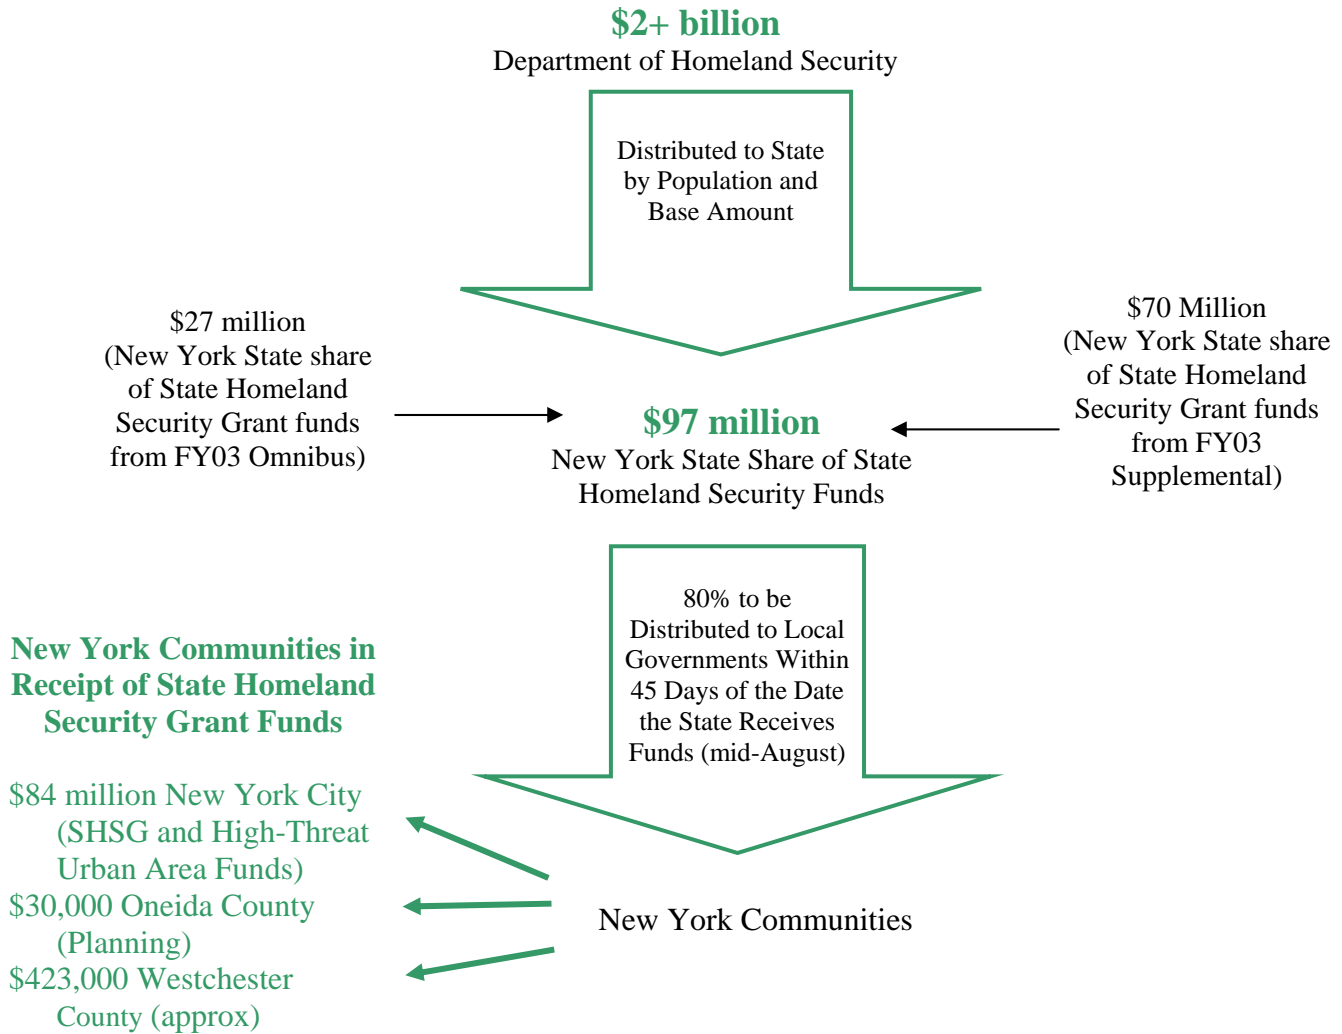 $2+ billion
Department of Homeland Security
Distributed to State
by Population and
Base Amount
$27 million
(New York State share
of State Homeland
Security Grant funds
from FY03 Omnibus)
$70 Million
(New York State share
of State Homeland
Security Grant funds
from FY03
Supplemental)
$97 million
New York State Share of State
Homeland Security Funds
80% to be
Distributed to Local
Governments Within
45 Days of the Date
the State Receives
Funds (mid-August)
New York Communities in
Receipt of State Homeland
Security Grant Funds
$84 million New York City
(SHSG and High-Threat
Urban Area Funds)
$30,000 Oneida County
(Planning)
$423,000 Westchester
County (approx)
New York Communities